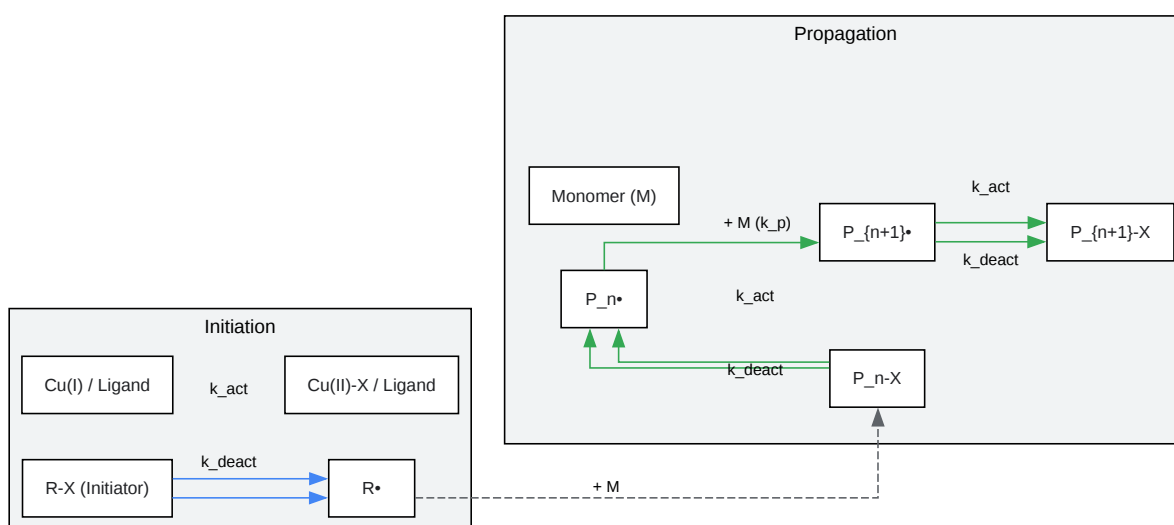 Propagation
k_act
Monomer (M)
+ M (k_p)
P_{n+1}•
P_{n+1}-X
k_deact
P_n•
k_act
k_deact
P_n-X
Initiation
Cu(I) / Ligand
k_act
Cu(II)-X / Ligand
k_deact
R-X (Initiator)
R•
+ M